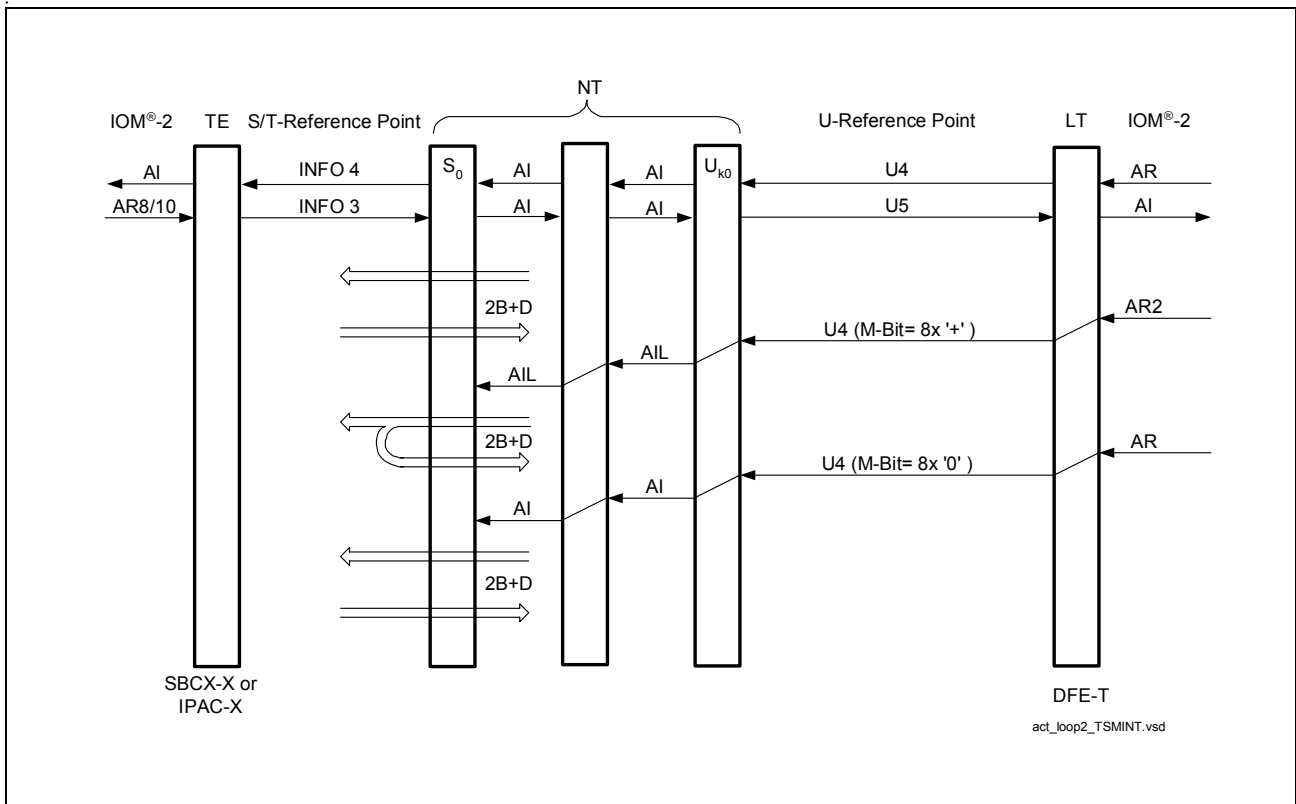 .
NT
IOM®-2 TE S/T-Reference Point U-Reference Point LT IOM®-2
S0 Uk0
AI INFO 4 AI AI U4 AR
AR8/10 INFO 3 AI AI U5 AI
2B+D
AR2
U4 (M-Bit= 8x '+' )
AIL
AIL
2B+D
AR
U4 (M-Bit= 8x '0' )
AI
AI
2B+D
SBCX-X or
IPAC-X
DFE-T
act_loop2_TSMINT.vsd